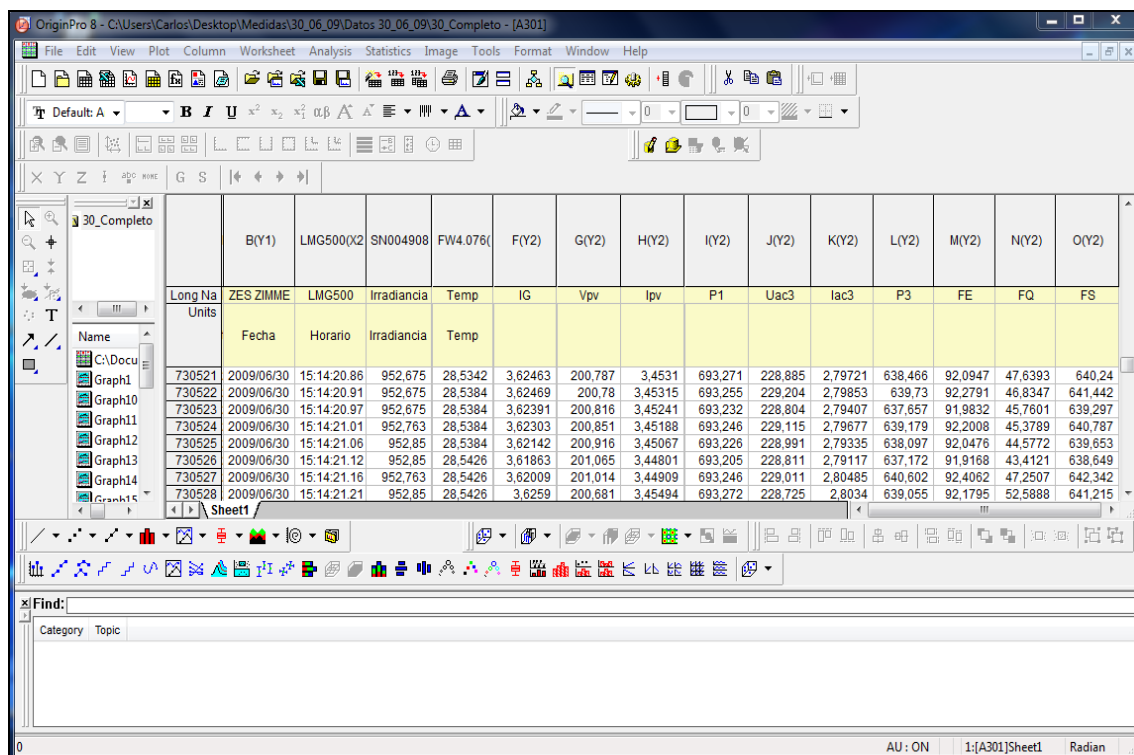 OriginPro 8 - C:\Users\Carlos\Desktop\Medidas\30_06_09\Datos 30_06_09\30_Completo - [A301]
File Edit View Plot Column Worksheet Analysis Statistics Image Tools Format Window Help
Default: A B I U x² x₂ αβ A A A 0 0
X Y Z abc NONE G S
30_Completo
B(Y1) LMG500(X2 SN004908 FW4.076( F(Y2) G(Y2) H(Y2) I(Y2) J(Y2) K(Y2) L(Y2) M(Y2) N(Y2) O(Y2)
Long Na ZES ZIMME LMG500 Irradiancia Temp IG Vpv Ipv P1 Uac3 Iac3 P3 FE FQ FS
Units Fecha Horario Irradiancia Temp
730521 2009/06/30 15:14:20.86 952,675 28,5342 3,62463 200,787 3,4531 693,271 228,885 2,79721 638,466 92,0947 47,6393 640,24
730522 2009/06/30 15:14:20.91 952,675 28,5384 3,62469 200,78 3,45315 693,255 229,204 2,79853 639,73 92,2791 46,8347 641,442
730523 2009/06/30 15:14:20.97 952,675 28,5384 3,62391 200,816 3,45241 693,232 228,804 2,79407 637,657 91,9832 45,7601 639,297
730524 2009/06/30 15:14:21.01 952,763 28,5384 3,62303 200,851 3,45188 693,246 229,115 2,79677 639,179 92,2008 45,3789 640,787
730525 2009/06/30 15:14:21.06 952,85 28,5384 3,62142 200,916 3,45067 693,226 228,991 2,79335 638,097 92,0476 44,5772 639,653
730526 2009/06/30 15:14:21.12 952,85 28,5426 3,61863 201,065 3,44801 693,205 228,811 2,79117 637,172 91,9168 43,4121 638,649
730527 2009/06/30 15:14:21.16 952,763 28,5426 3,62009 201,014 3,44909 693,246 229,011 2,80485 640,602 92,4062 47,2507 642,342
730528 2009/06/30 15:14:21.21 952,85 28,5426 3,6259 200,681 3,45494 693,272 228,725 2,8034 639,055 92,1795 52,5888 641,215
Sheet1
T
Name
C:\Docu
Graph1
Graph10
Graph11
Graph12
Graph13
Graph14
Graph15
Find:
Category Topic
0 AU : ON 1:[A301]Sheet1 Radian